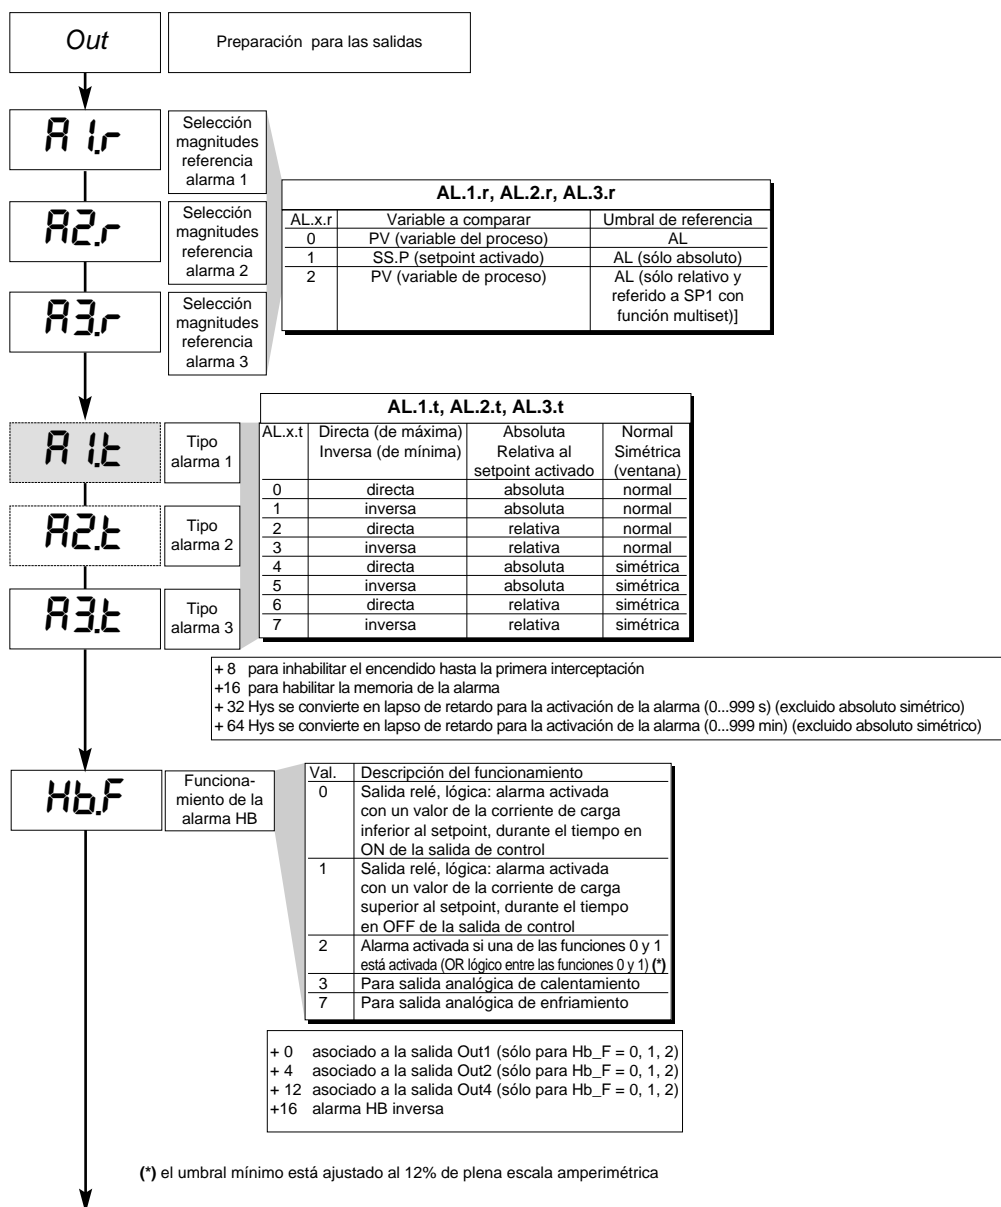 Out
Preparación para las salidas
A1.r
Selección
magnitudes
referencia
alarma 1
A2.r
Selección
magnitudes
referencia
alarma 2
A3.r
Selección
magnitudes
referencia
alarma 3
AL.1.r, AL.2.r, AL.3.r
AL.x.r Variable a comparar Umbral de referencia
0 PV (variable del proceso) AL
1 SS.P (setpoint activado) AL (sólo absoluto)
2 PV (variable de proceso) AL (sólo relativo y
referido a SP1 con
función multiset)]
A1.t
Tipo
alarma 1
A2.t
Tipo
alarma 2
A3.t
Tipo
alarma 3
AL.1.t, AL.2.t, AL.3.t
AL.x.t Directa (de máxima) Absoluta Normal
Inversa (de mínima) Relativa al Simétrica
setpoint activado (ventana)
0 directa absoluta normal
1 inversa absoluta normal
2 directa relativa normal
3 inversa relativa normal
4 directa absoluta simétrica
5 inversa absoluta simétrica
6 directa relativa simétrica
7 inversa relativa simétrica
+ 8 para inhabilitar el encendido hasta la primera interceptación
+16 para habilitar la memoria de la alarma
+ 32 Hys se convierte en lapso de retardo para la activación de la alarma (0...999 s) (excluido absoluto simétrico)
+ 64 Hys se convierte en lapso de retardo para la activación de la alarma (0...999 min) (excluido absoluto simétrico)
Hb.F
Funciona-
miento de la
alarma HB
Val. Descripción del funcionamiento
0 Salida relé, lógica: alarma activada
con un valor de la corriente de carga
inferior al setpoint, durante el tiempo en
ON de la salida de control
1 Salida relé, lógica: alarma activada
con un valor de la corriente de carga
superior al setpoint, durante el tiempo
en OFF de la salida de control
2 Alarma activada si una de las funciones 0 y 1
está activada (OR lógico entre las funciones 0 y 1) (*)
3 Para salida analógica de calentamiento
7 Para salida analógica de enfriamiento
+ 0 asociado a la salida Out1 (sólo para Hb_F = 0, 1, 2)
+ 4 asociado a la salida Out2 (sólo para Hb_F = 0, 1, 2)
+ 12 asociado a la salida Out4 (sólo para Hb_F = 0, 1, 2)
+16 alarma HB inversa
(*) el umbral mínimo está ajustado al 12% de plena escala amperimétrica